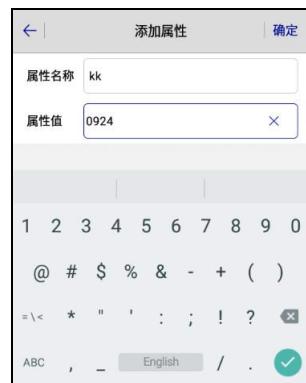 添加属性 确定
属性名称 kk
属性值 0924
1 2 3 4 5 6 7 8 9 0
@ # $ % & - + ( )
= \ < * " ' : ; ! ?
ABC , _ English / .